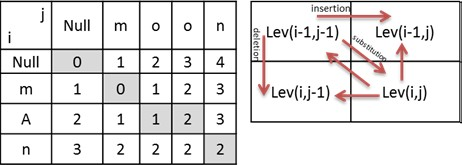 j
i Null m o o n
Null 0 1 2 3 4
m 1 0 1 2 3
A 2 1 1 2 3
n 3 2 2 2 2
insertion
Lev(i-1,j-1) Lev(i-1,j)
deletion
substitution
Lev(i,j-1) Lev(i,j)